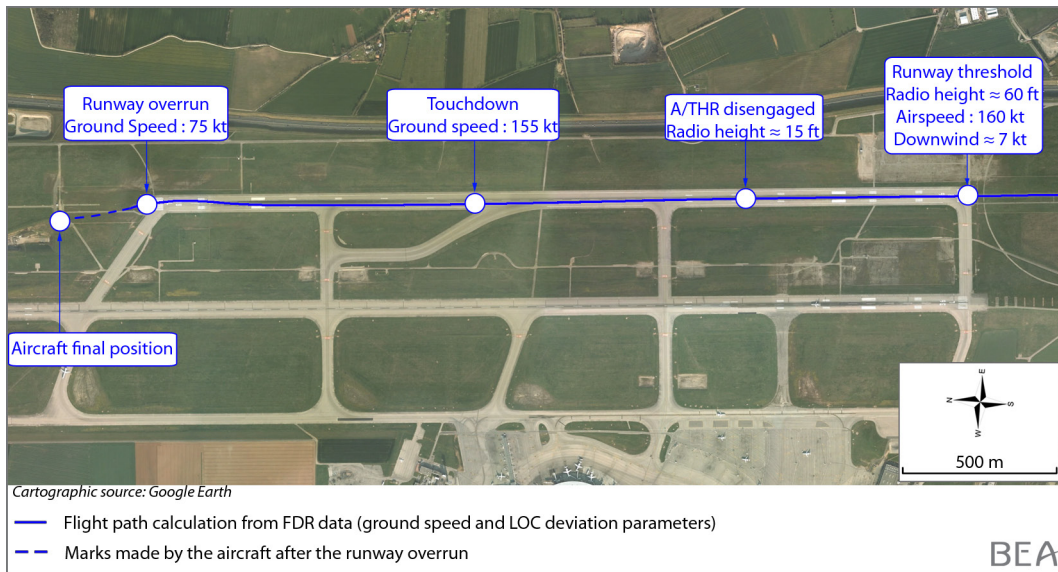 Runway overrun
Ground Speed : 75 kt
Touchdown
Ground speed : 155 kt
A/THR disengaged
Radio height ≈ 15 ft
Runway threshold
Radio height ≈ 60 ft
Airspeed : 160 kt
Downwind ≈ 7 kt
Aircraft final position
E
N
S
W
500 m
Cartographic source: Google Earth
Flight path calculation from FDR data (ground speed and LOC deviation parameters)
Marks made by the aircraft after the runway overrun
BEA